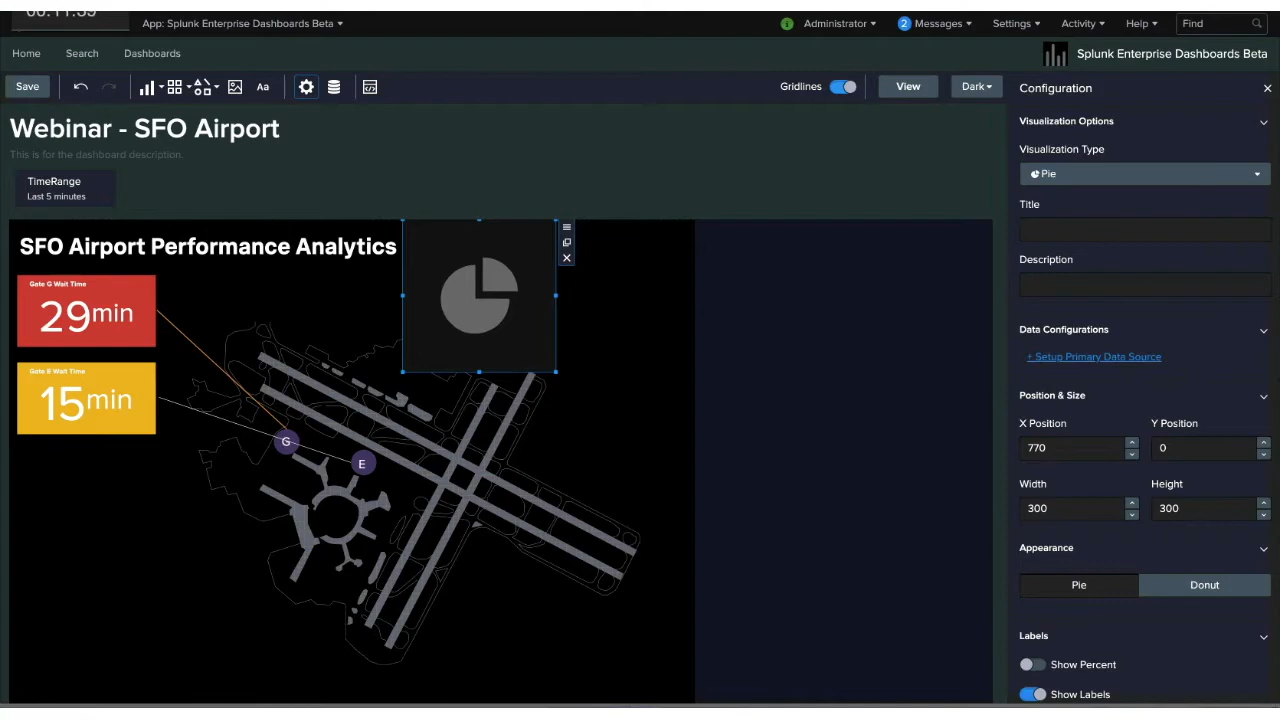 00:11:39
App: Splunk Enterprise Dashboards Beta
i Administrator
2 Messages
Settings
Activity
Help
Find
Home
Search
Dashboards
Splunk Enterprise Dashboards Beta
Save
Aa
Gridlines
View
Dark
Configuration
Webinar - SFO Airport
This is for the dashboard description.
TimeRange
Last 5 minutes
SFO Airport Performance Analytics
Gate G Wait Time
29min
Gate E Wait Time
15min
G
E
Visualization Options
Visualization Type
Pie
Title
Description
Data Configurations
+ Setup Primary Data Source
Position & Size
X Position Y Position
770 0
Width Height
300 300
Appearance
Pie Donut
Labels
Show Percent
Show Labels